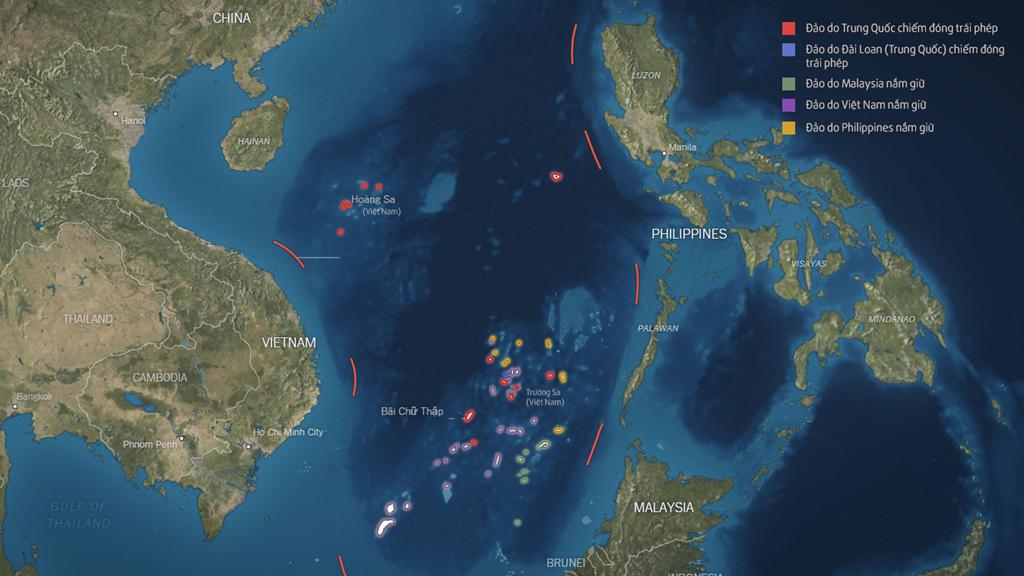 CHINA
Đảo do Trung Quốc chiếm đóng trái phép
Đảo do Đài Loan (Trung Quốc) chiếm đóng
trái phép
Đảo do Malaysia nắm giữ
Đảo do Việt Nam nắm giữ
Đảo do Philippines nắm giữ
LUZON
Hanoi
HAINAN
Manila
LAOS
Hoàng Sa
(Việt Nam)
PHILIPPINES
VISAYAS
THAILAND
MINDANAO
PALAWAN
VIETNAM
CAMBODIA
Bangkok
Trường Sa
(Việt Nam)
Bãi Chữ Thập
Ho Chi Minh City
Phnom Penh
GULF OF
THAILAND
MALAYSIA
BRUNEI
INDONESIA